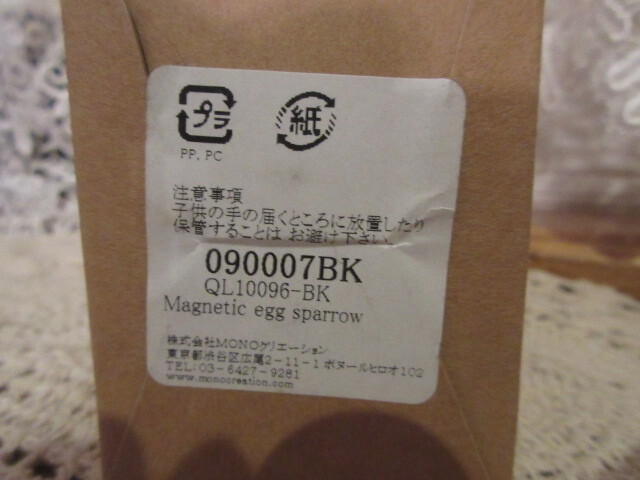 プラ
紙
PP, PC
注意事項
子供の手の届くところに放置したり
保管することは お避け下さい。
090007BK
QL10096-BK
Magnetic egg sparrow
株式会社MONOクリエーション
東京都渋谷区広尾2-11-1 ボヌールヒロオ102
TEL:03-6427-9281
www.monocreation.com